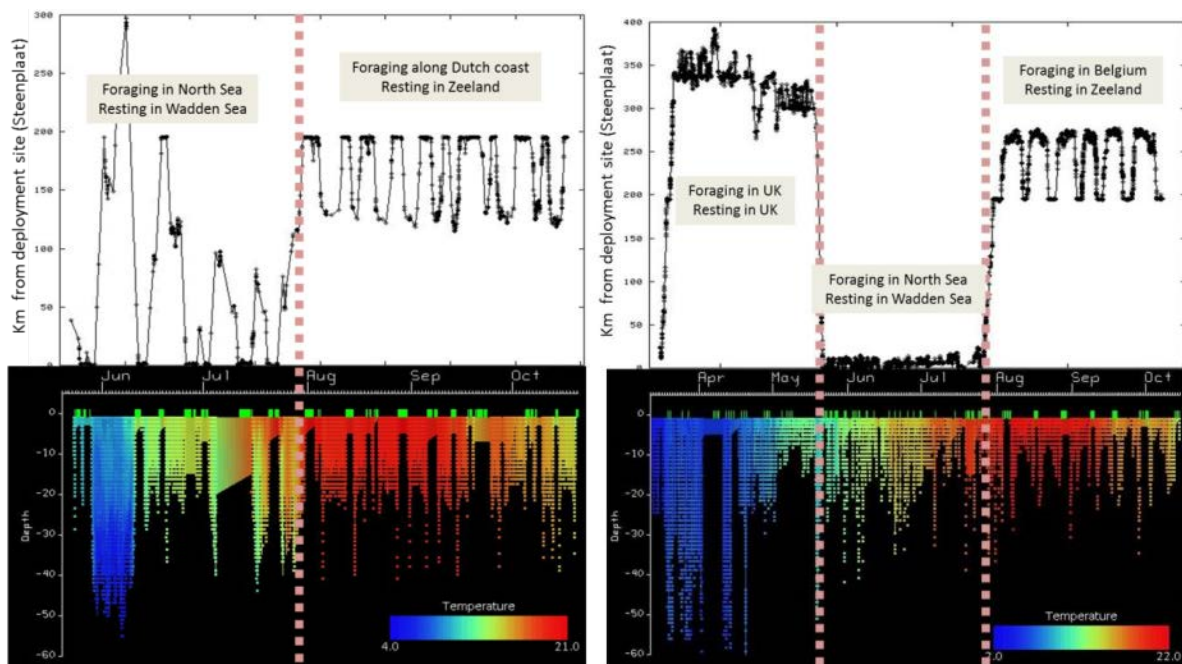 300
250
200
150
100
50
0
Km from deployment site (Steenplaat)
Foraging in North Sea
Resting in Wadden Sea
Foraging along Dutch coast
Resting in Zeeland
Jun Jul Aug Sep Oct
0
-10
-20
-30
-40
-50
-60
Depth
Temperature
4.0 21.0
400
350
300
250
200
150
100
50
0
Km from deployment site (Steenplaat)
Foraging in UK
Resting in UK
Foraging in North Sea
Resting in Wadden Sea
Foraging in Belgium
Resting in Zeeland
Apr May Jun Jul Aug Sep Oct
0
-10
-20
-30
-40
-50
-60
Depth
Temperature
2.0 22.0